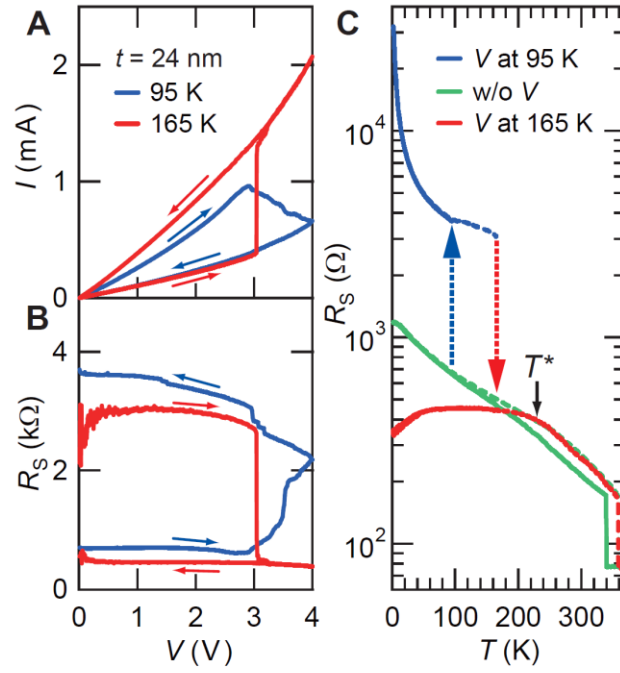 A
t = 24 nm
95 K
165 K
I (mA)
2
1
0
B
R_S (kΩ)
4
2
0
0 1 2 3 4
V (V)
C
V at 95 K
w/o V
V at 165 K
R_S (Ω)
10^4
10^3
10^2
T*
0 100 200 300
T (K)